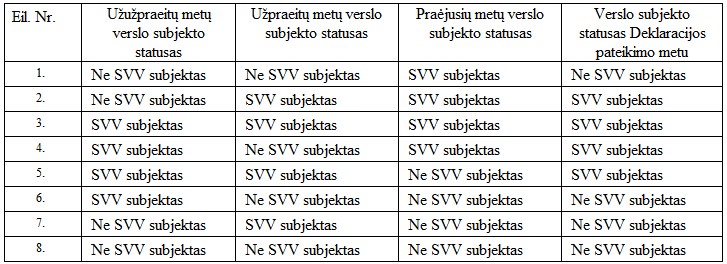 Eil. Nr. Užužpraeitų metų verslo subjekto statusas Užpraeitų metų verslo subjekto statusas Praėjusių metų verslo subjekto statusas Verslo subjekto statusas Deklaracijos pateikimo metu
1. Ne SVV subjektas Ne SVV subjektas SVV subjektas Ne SVV subjektas
2. Ne SVV subjektas SVV subjektas SVV subjektas SVV subjektas
3. SVV subjektas SVV subjektas SVV subjektas SVV subjektas
4. SVV subjektas Ne SVV subjektas SVV subjektas SVV subjektas
5. SVV subjektas SVV subjektas Ne SVV subjektas SVV subjektas
6. SVV subjektas Ne SVV subjektas Ne SVV subjektas Ne SVV subjektas
7. Ne SVV subjektas SVV subjektas Ne SVV subjektas Ne SVV subjektas
8. Ne SVV subjektas Ne SVV subjektas Ne SVV subjektas Ne SVV subjektas